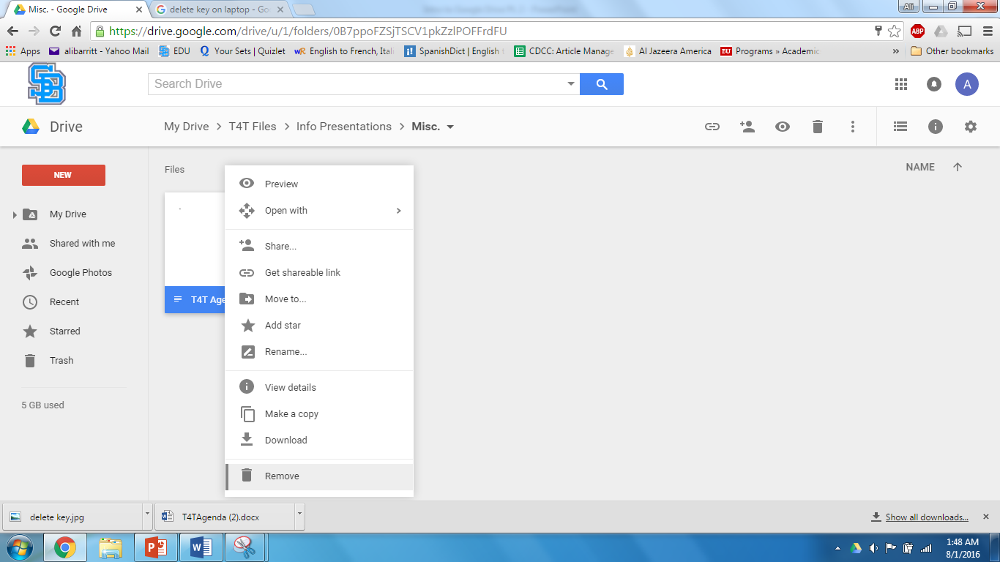 Misc. - Google Drive
delete key on laptop - Go
Ali
https://drive.google.com/drive/u/1/folders/0B7ppoFZSjTSCV1pkZzlPOFFrdFU
ABP
Apps
alibarritt - Yahoo Mail
EDU
Your Sets | Quizlet
wR English to French, Ital
SpanishDict | English t
CDCC: Article Manage
Al Jazeera America
BU Programs » Academic
»
Other bookmarks
SB
Search Drive
A
Drive
My Drive > T4T Files > Info Presentations > Misc.
NEW
My Drive
Shared with me
Google Photos
Recent
Starred
Trash
5 GB used
Files
NAME
T4T Age
Preview
Open with
Share...
Get shareable link
Move to...
Add star
Rename...
View details
Make a copy
Download
Remove
delete key.jpg
T4TAgenda (2).docx
Show all downloads...
1:48 AM
8/1/2016